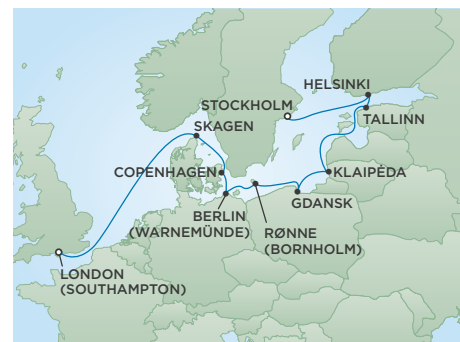 HELSINKI
STOCKHOLM
TALLINN
SKAGEN
COPENHAGEN
KLAIPĖDA
GDANSK
BERLIN
(WARNEMÜNDE)
RØNNE
(BORNHOLM)
LONDON
(SOUTHAMPTON)